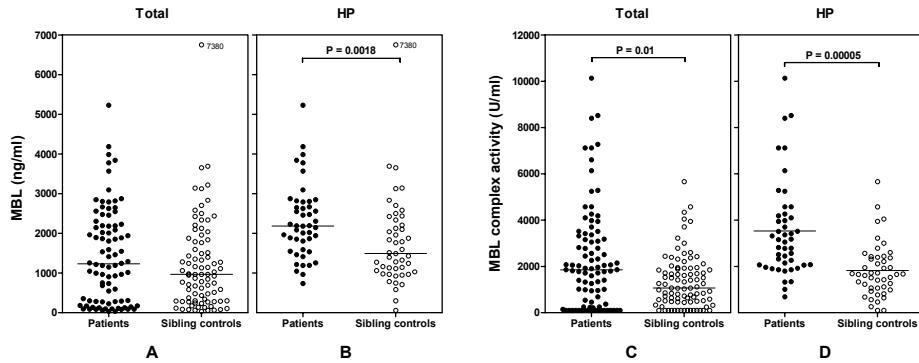 Total
HP
Total
HP
MBL (ng/ml)
7000
6000
5000
4000
3000
2000
1000
0
7380
7380
P = 0.0018
MBL complex activity (U/ml)
12000
10000
8000
6000
4000
2000
0
P = 0.01
P = 0.00005
Patients
Sibling controls
Patients
Sibling controls
Patients
Sibling controls
Patients
Sibling controls
A
B
C
D